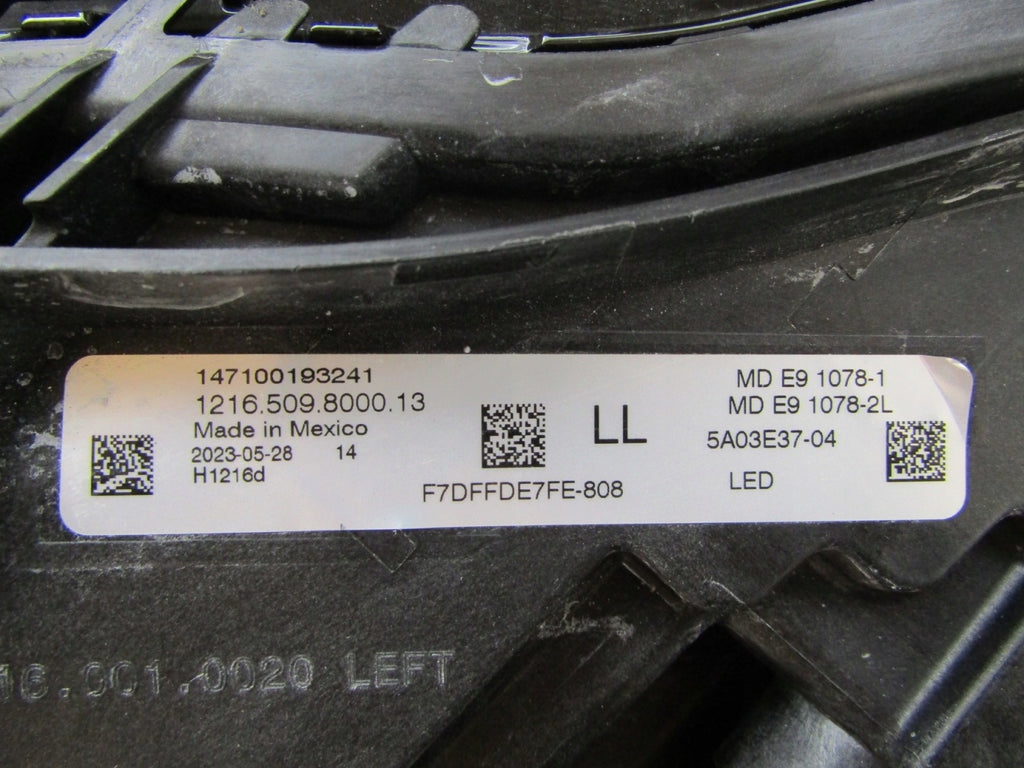 147100193241
1216.509.8000.13
Made in Mexico
2023-05-28 14
H1216d
F7DFFDE7FE-808
LL
MD E9 1078-1
MD E9 1078-2L
5A03E37-04
LED
16.001.0020 LEFT